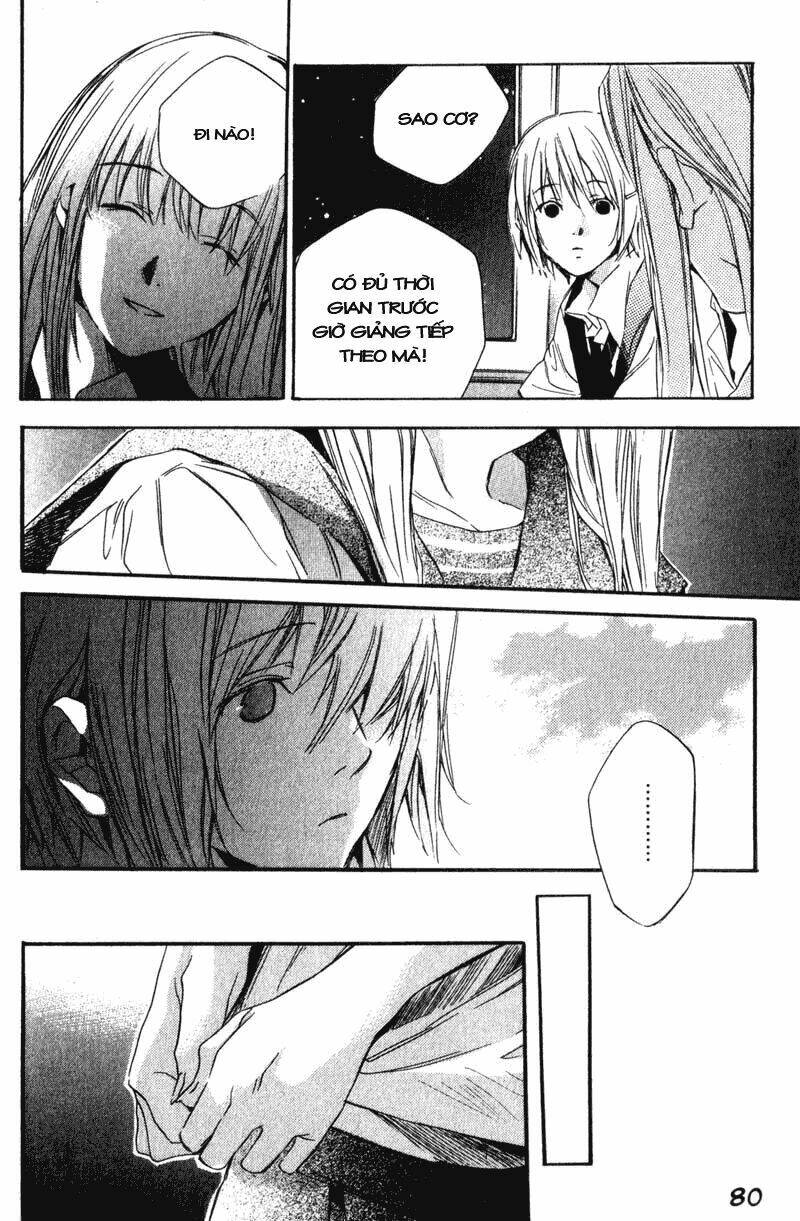 SAO CƠ?
CÓ ĐỦ THỜI
GIAN TRƯỚC
GIỜ GIẢNG TIẾP
THEO MÀ!
ĐI NÀO!
...........
80